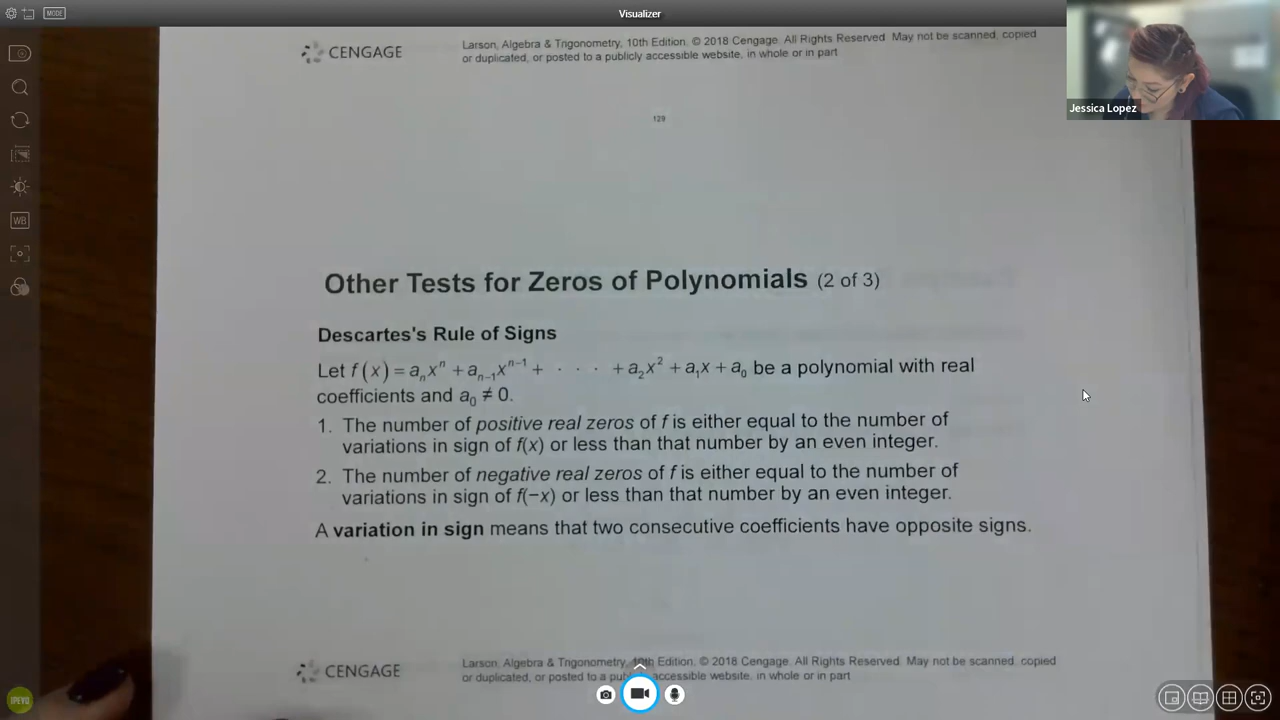 MODE
Visualizer
CENGAGE
Larson, Algebra & Trigonometry, 10th Edition. © 2018 Cengage. All Rights Reserved. May not be scanned, copied
or duplicated, or posted to a publicly accessible website, in whole or in part
Jessica Lopez
129
WB
Other Tests for Zeros of Polynomials (2 of 3)
Descartes's Rule of Signs
Let f(x) = aₙxⁿ + aₙ₋₁xⁿ⁻¹ + · · · + a₂x² + a₁x + a₀ be a polynomial with real
coefficients and a₀ ≠ 0.
1. The number of positive real zeros of f is either equal to the number of
variations in sign of f(x) or less than that number by an even integer.
2. The number of negative real zeros of f is either equal to the number of
variations in sign of f(−x) or less than that number by an even integer.
A variation in sign means that two consecutive coefficients have opposite signs.
CENGAGE
Larson, Algebra & Trigonometry, 10th Edition. © 2018 Cengage. All Rights Reserved. May not be scanned, copied
or duplicated, or posted to a accessible website, in whole or in part
IPEVO